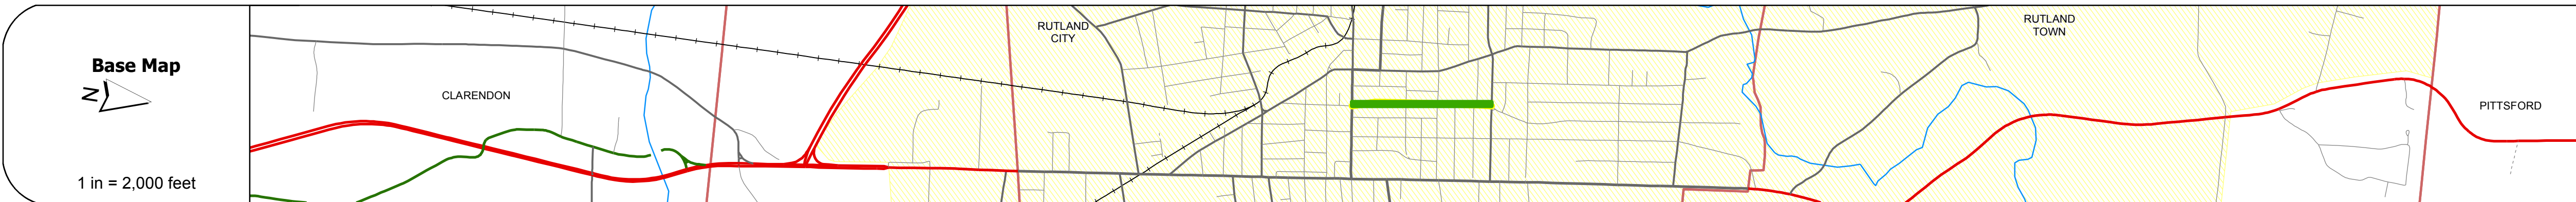 Base Map
N
1 in = 2,000 feet
CLARENDON
RUTLAND
CITY
RUTLAND
TOWN
PITTSFORD